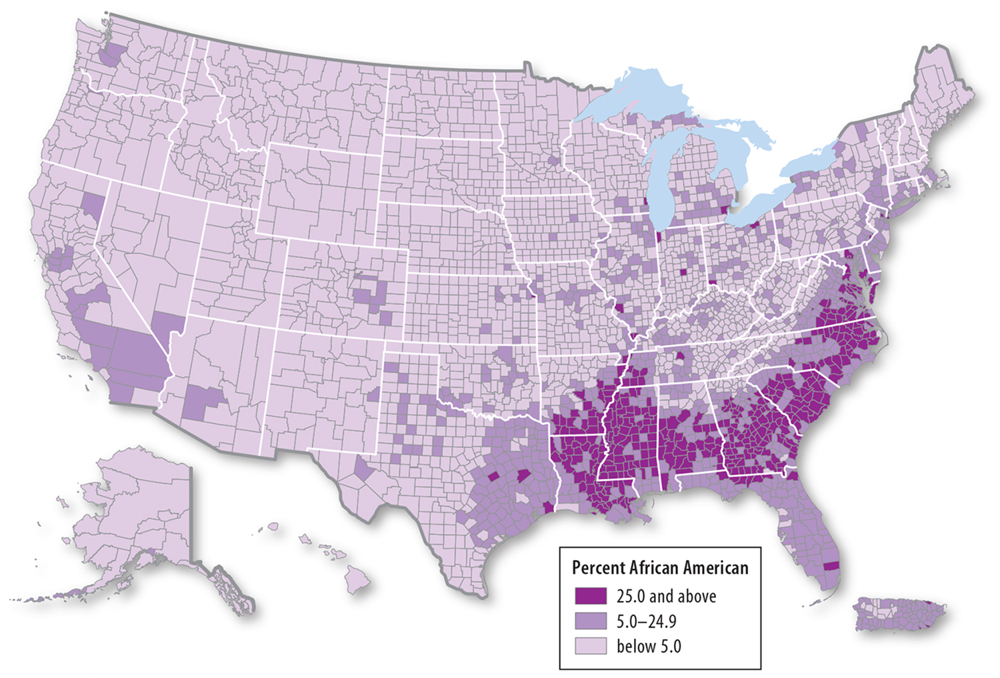 Percent African American
25.0 and above
5.0–24.9
below 5.0